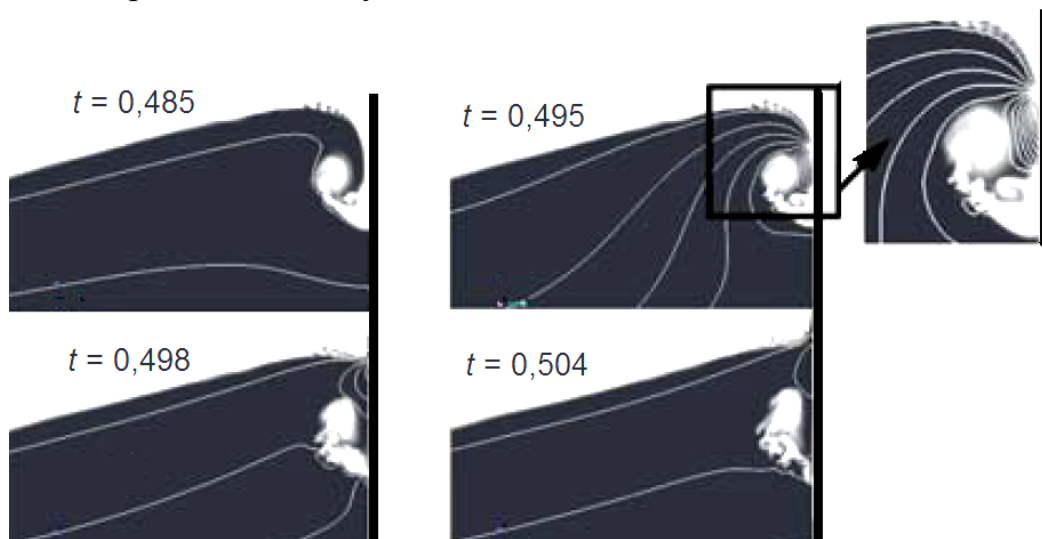 t = 0,485
t = 0,495
t = 0,498
t = 0,504